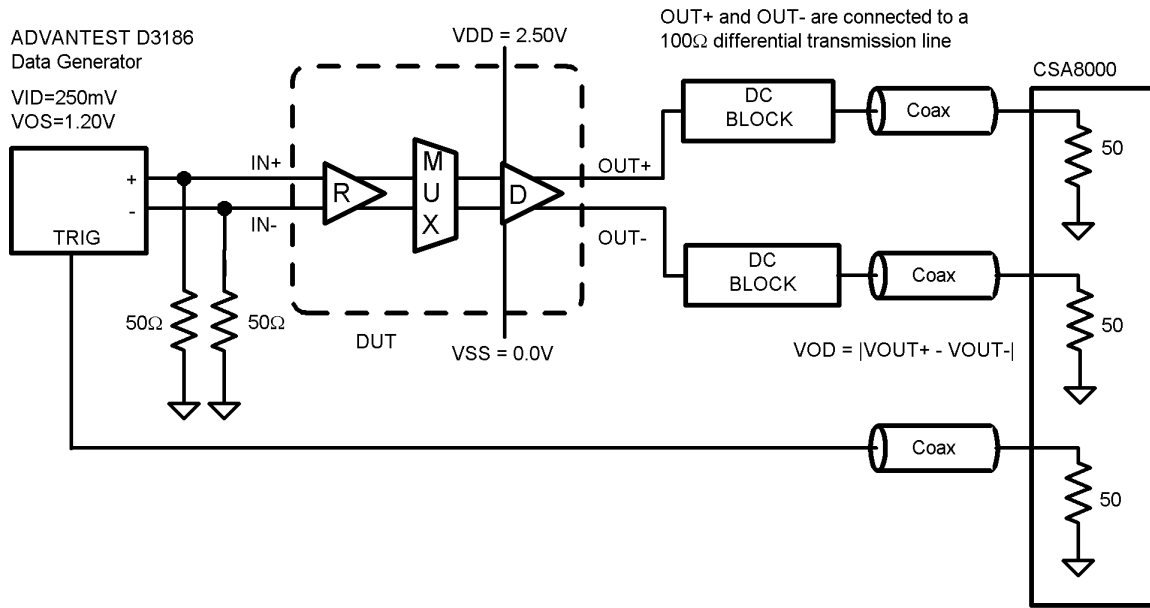 ADVANTEST D3186
Data Generator
VID=250mV
VOS=1.20V
+
-
TRIG
50Ω
50Ω
IN+
IN-
VDD = 2.50V
R
MUX
D
DUT
VSS = 0.0V
OUT+
OUT-
OUT+ and OUT- are connected to a
100Ω differential transmission line
DC
BLOCK
Coax
CSA8000
50
DC
BLOCK
Coax
50
VOD = |VOUT+ - VOUT-|
Coax
50